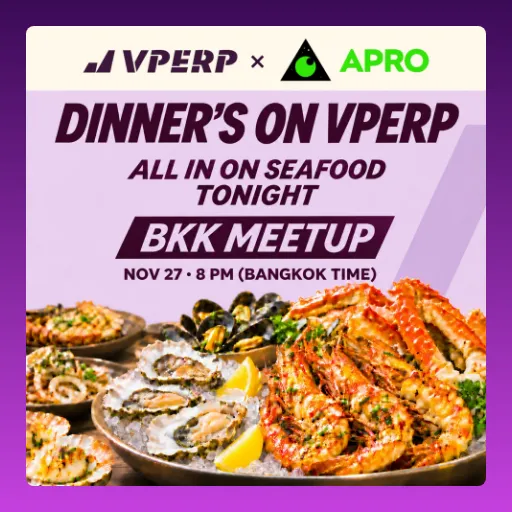 VPERP × APRO
DINNER'S ON VPERP
ALL IN ON SEAFOOD
TONIGHT
BKK MEETUP
NOV 27 • 8 PM (BANGKOK TIME)